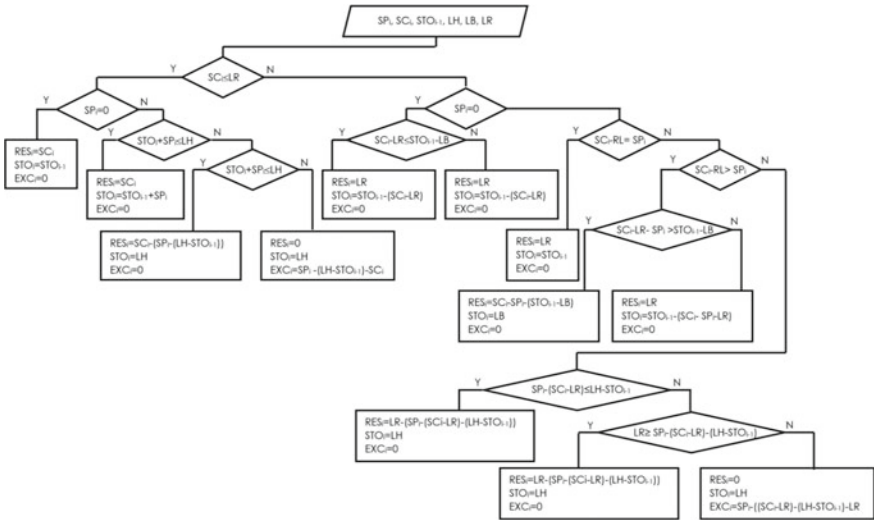 SPᵢ, SCᵢ, STOᵢ₋₁, LH, LB, LR
Y
SCᵢ≤LR
N
Y
SPᵢ=0
N
Y
SPᵢ=0
N
RESᵢ=SCᵢ
STOᵢ=STOᵢ₋₁
EXCᵢ=0
Y
STOᵢ+SPᵢ≤LH
N
Y
STOᵢ+SPᵢ≤LH
N
SCᵢ-LR≤STOᵢ₋₁-LB
SCᵢ-RL= SPᵢ
Y
N
Y
SCᵢ-RL> SPᵢ
N
RESᵢ=SCᵢ
STOᵢ=STOᵢ₋₁+SPᵢ
EXCᵢ=0
RESᵢ=LR
STOᵢ=STOᵢ₋₁-(SCᵢ-LR)
EXCᵢ=0
RESᵢ=LR
STOᵢ=STOᵢ₋₁-(SCᵢ-LR)
EXCᵢ=0
RESᵢ=SCᵢ-(SPᵢ-(LH-STOᵢ₋₁))
STOᵢ=LH
EXCᵢ=0
RESᵢ=0
STOᵢ=LH
EXCᵢ=SPᵢ -(LH-STOᵢ₋₁)-SCᵢ
RESᵢ=LR
STOᵢ=STOᵢ₋₁
EXCᵢ=0
Y
SCᵢ-LR- SPᵢ >STOᵢ₋₁-LB
N
RESᵢ=SCᵢ-SPᵢ-(STOᵢ₋₁-LB)
STOᵢ=LB
EXCᵢ=0
RESᵢ=LR
STOᵢ=STOᵢ₋₁-(SCᵢ- SPᵢ-LR)
EXCᵢ=0
Y
SPᵢ-(SCᵢ-LR)≤LH-STOᵢ₋₁
N
RESᵢ=LR-(SPᵢ-(SCi-LR)-(LH-STOᵢ₋₁))
STOᵢ=LH
EXCᵢ=0
Y
LR≥ SPᵢ-(SCᵢ-LR)-(LH-STOᵢ₋₁)
N
RESᵢ=LR-(SPᵢ-(SCi-LR)-(LH-STOᵢ₋₁))
STOᵢ=LH
EXCᵢ=0
RESᵢ=0
STOᵢ=LH
EXCᵢ=SPᵢ-((SCᵢ-LR)-(LH-STOᵢ₋₁)-LR